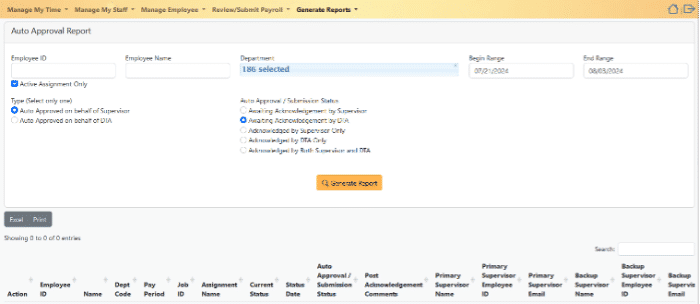 Manage My Time Manage My Staff Manage Employee Review/Submit Payroll Generate Reports
Auto Approval Report
Employee ID Employee Name Department Begin Range End Range
186 selected 07/21/2024 08/03/2024
Active Assignment Only
Type (Select only one) Auto Approval / Submission Status
Auto Approved on behalf of Supervisor Awaiting Acknowledgement by Supervisor
Auto Approved on behalf of DTA Awaiting Acknowledgement by DTA
Acknowledged by Supervisor Only
Acknowledged by DTA Only
Acknowledged by Both Supervisor and DTA
Generate Report
Excel Print
Showing 0 to 0 of 0 entries
Search:
Action Employee ID Name Dept Code Pay Period Job ID Assignment Name Current Status Status Date Auto Approval / Submission Status Post Acknowledgement Comments Primary Supervisor Name Primary Supervisor Employee ID Primary Supervisor Email Backup Supervisor Name Backup Supervisor Employee ID Backup Supervisor Email